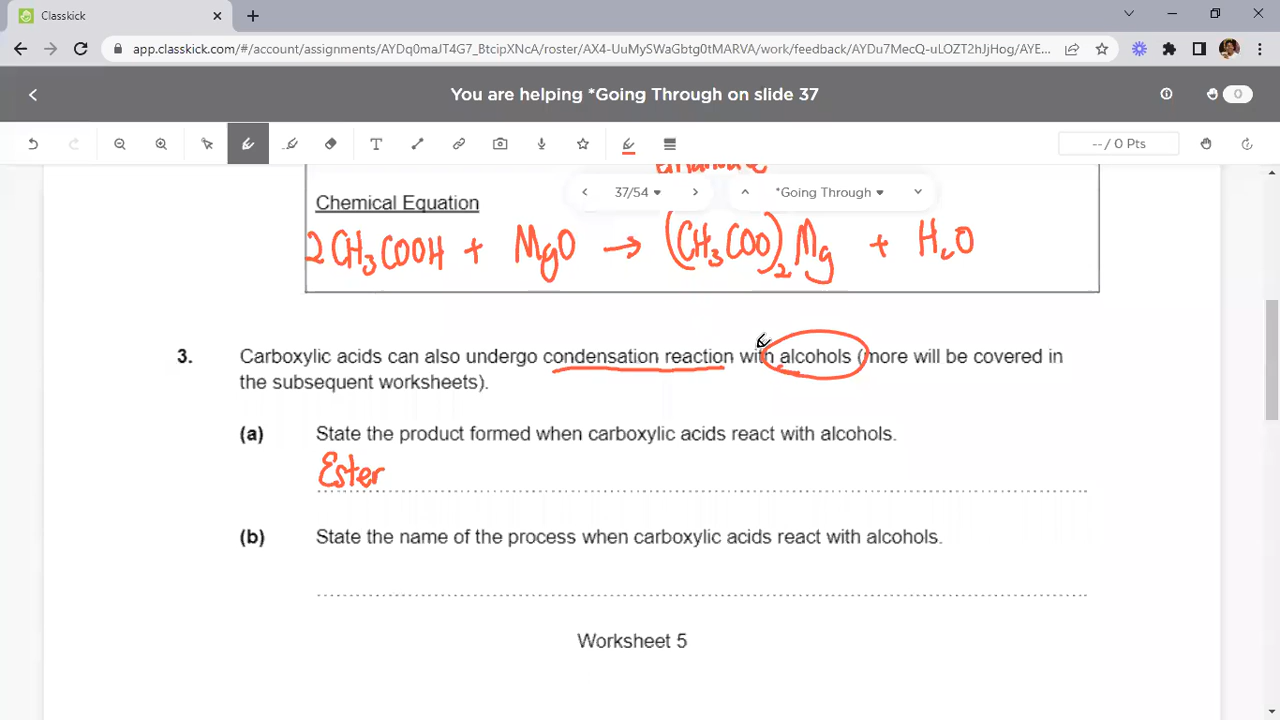 Classkick
app.classkick.com/#/account/assignments/AYDq0maJT4G7_BtcipXNcA/roster/AX4-UuMySWaGbtg0tMARVA/work/feedback/AYDu7MecQ-uLOZT2hJjHog/AYE...
You are helping *Going Through on slide 37
0
-- / 0 Pts
37/54
*Going Through
Chemical Equation
2CH3COOH + MgO → (CH3COO)2Mg + H2O
3. Carboxylic acids can also undergo condensation reaction with alcohols (more will be covered in
the subsequent worksheets).
(a) State the product formed when carboxylic acids react with alcohols.
Ester
(b) State the name of the process when carboxylic acids react with alcohols.
Worksheet 5